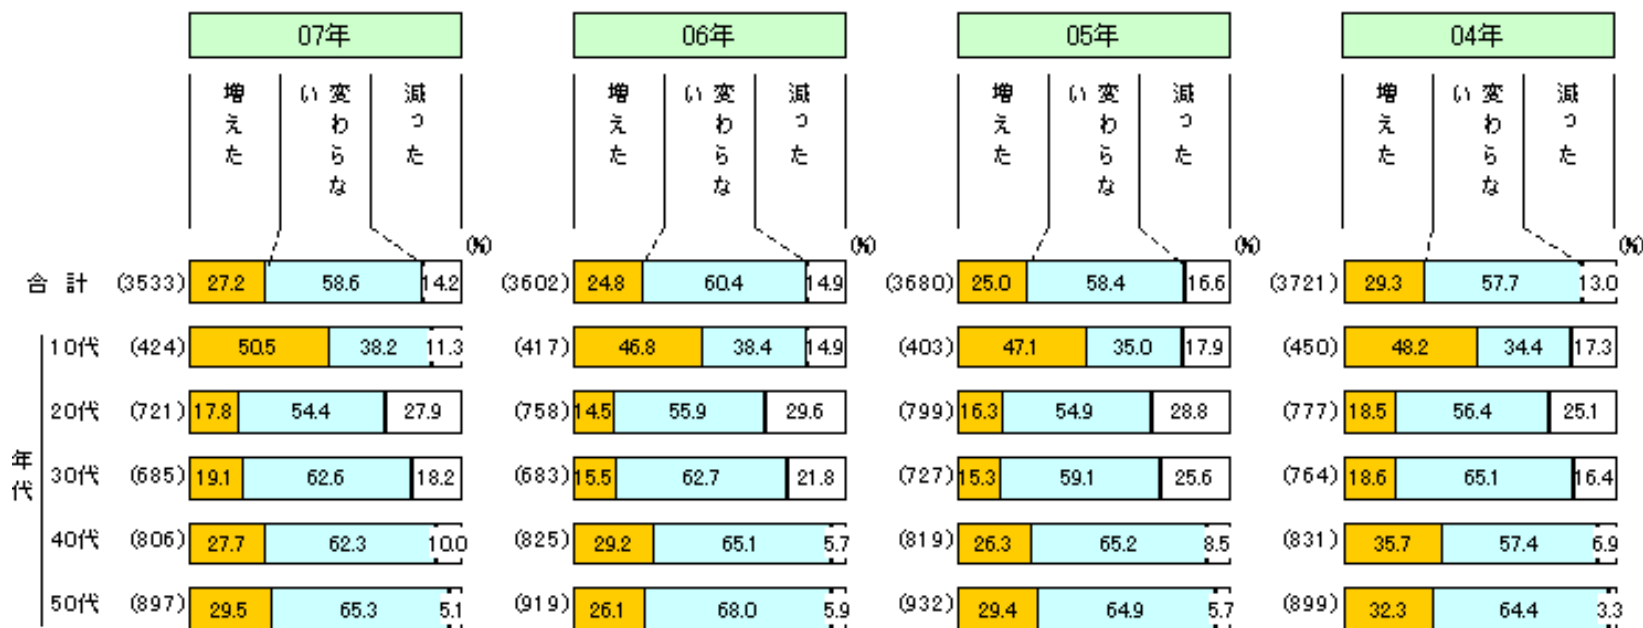 07年 06年 05年 04年
増えた 変わらない 減った 増えた 変わらない 減った 増えた 変わらない 減った 増えた 変わらない 減った
(%) (%) (%) (%)
合計 (3533) 27.2 58.6 14.2 (3602) 24.8 60.4 14.9 (3680) 25.0 58.4 16.6 (3721) 29.3 57.7 13.0
年代
10代 (424) 50.5 38.2 11.3 (417) 46.8 38.4 14.9 (403) 47.1 35.0 17.9 (450) 48.2 34.4 17.3
20代 (721) 17.8 54.4 27.9 (758) 14.5 55.9 29.6 (799) 16.3 54.9 28.8 (777) 18.5 56.4 25.1
30代 (685) 19.1 62.6 18.2 (683) 15.5 62.7 21.8 (727) 15.3 59.1 25.6 (764) 18.6 65.1 16.4
40代 (806) 27.7 62.3 10.0 (825) 29.2 65.1 5.7 (819) 26.3 65.2 8.5 (831) 35.7 57.4 6.9
50代 (897) 29.5 65.3 5.1 (919) 26.1 68.0 5.9 (932) 29.4 64.9 5.7 (899) 32.3 64.4 3.3